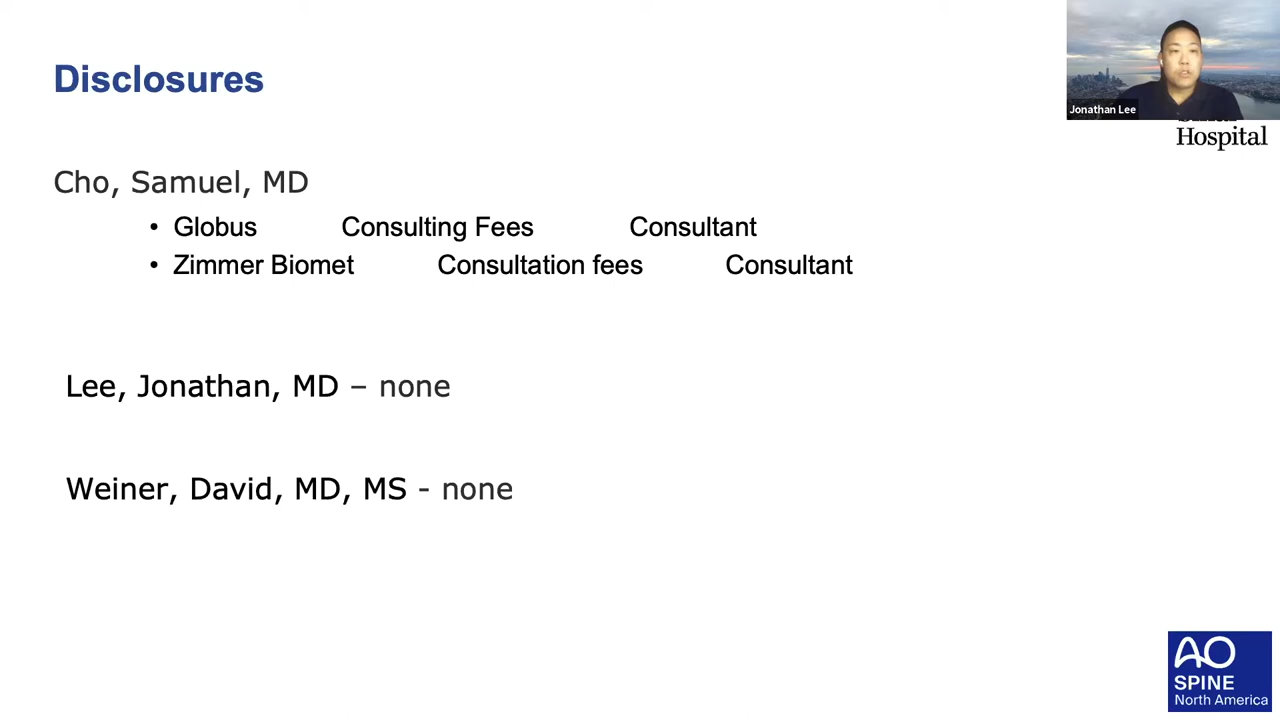 Disclosures
Jonathan Lee
Hospital
Cho, Samuel, MD
• Globus Consulting Fees Consultant
• Zimmer Biomet Consultation fees Consultant
Lee, Jonathan, MD – none
Weiner, David, MD, MS - none
AO
SPINE
North America